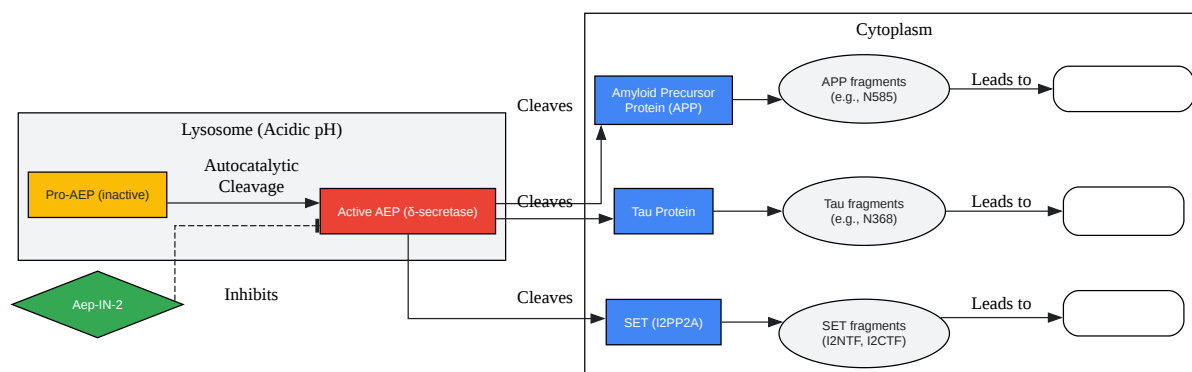 Cytoplasm
Amyloid Precursor
Protein (APP)
APP fragments
(e.g., N585)
Leads to
Cleaves
Lysosome (Acidic pH)
Pro-AEP (inactive)
Autocatalytic
Cleavage
Active AEP (δ-secretase)
Cleaves
Tau Protein
Tau fragments
(e.g., N368)
Leads to
Aep-IN-2
Inhibits
Cleaves
SET (I2PP2A)
SET fragments
(I2NTF, I2CTF)
Leads to